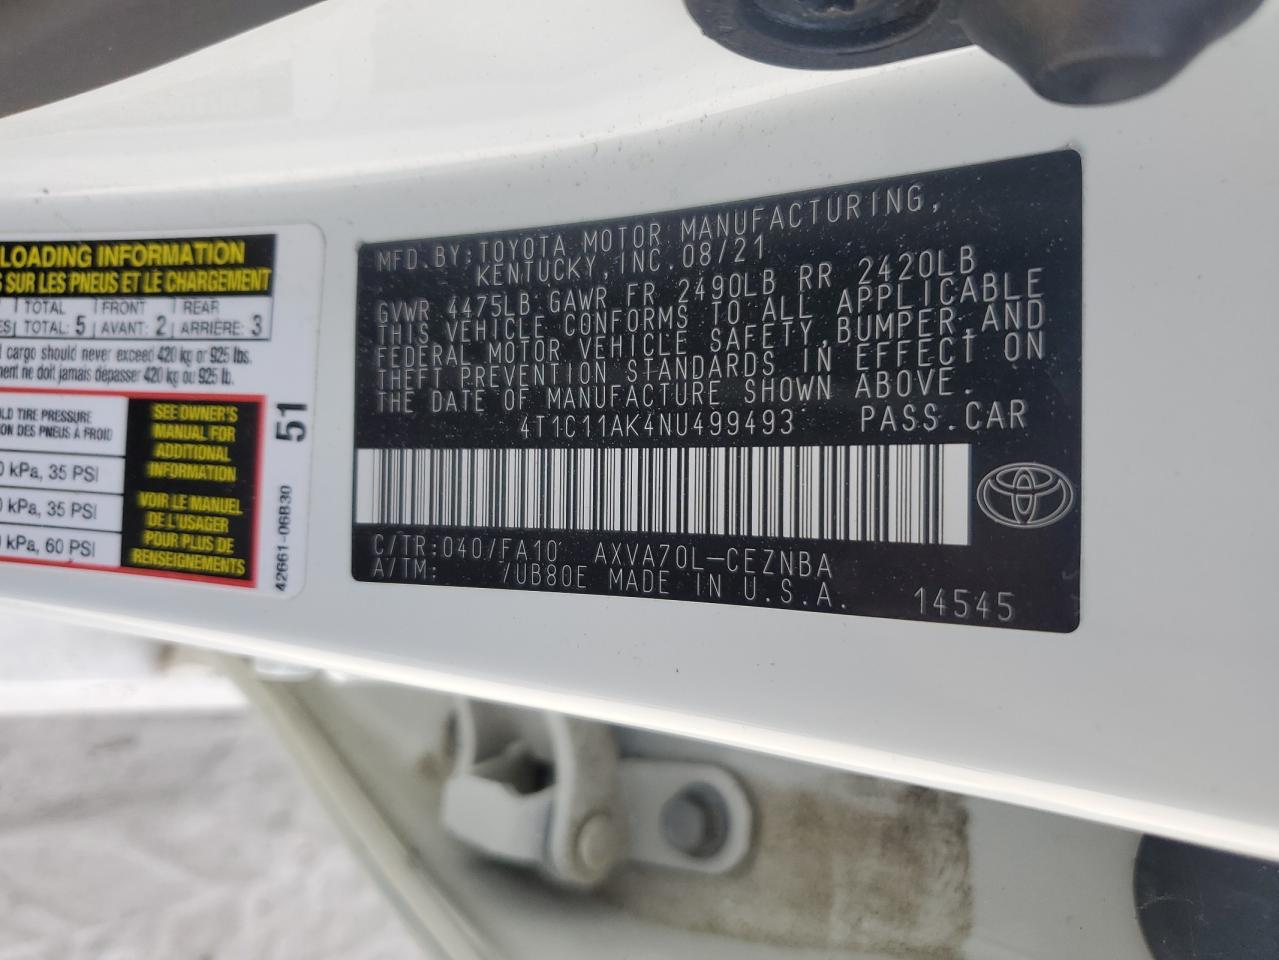 LOADING INFORMATION
SUR LES PNEUS ET LE CHARGEMENT
TOTAL FRONT REAR
TOTAL: 5 AVANT: 2 ARRIÈRE: 3
cargo should never exceed 420 kg or 925 lbs.
ne doit jamais dépasser 420 kg ou 925 lb.
TIRE PRESSURE
DES PNEUS À FROID
kPa, 35 PSI
kPa, 35 PSI
kPa, 60 PSI
SEE OWNER'S
MANUAL FOR
ADDITIONAL
INFORMATION
VOIR LE MANUEL
DE L'USAGER
POUR PLUS DE
RENSEIGNEMENTS
51
42661-06B30
MFD.BY:TOYOTA MOTOR MANUFACTURING,
KENTUCKY,INC.08/21
GVWR 4475LB GAWR FR 2490LB RR 2420LB
THIS VEHICLE CONFORMS TO ALL APPLICABLE
FEDERAL MOTOR VEHICLE SAFETY,BUMPER,AND
THEFT PREVENTION STANDARDS IN EFFECT ON
THE DATE OF MANUFACTURE SHOWN ABOVE.
4T1C11AK4NU499493 PASS.CAR
C/TR:040/FA10 AXVA70L-CEZNBA
A/TM: /UB80E MADE IN U.S.A. 14545